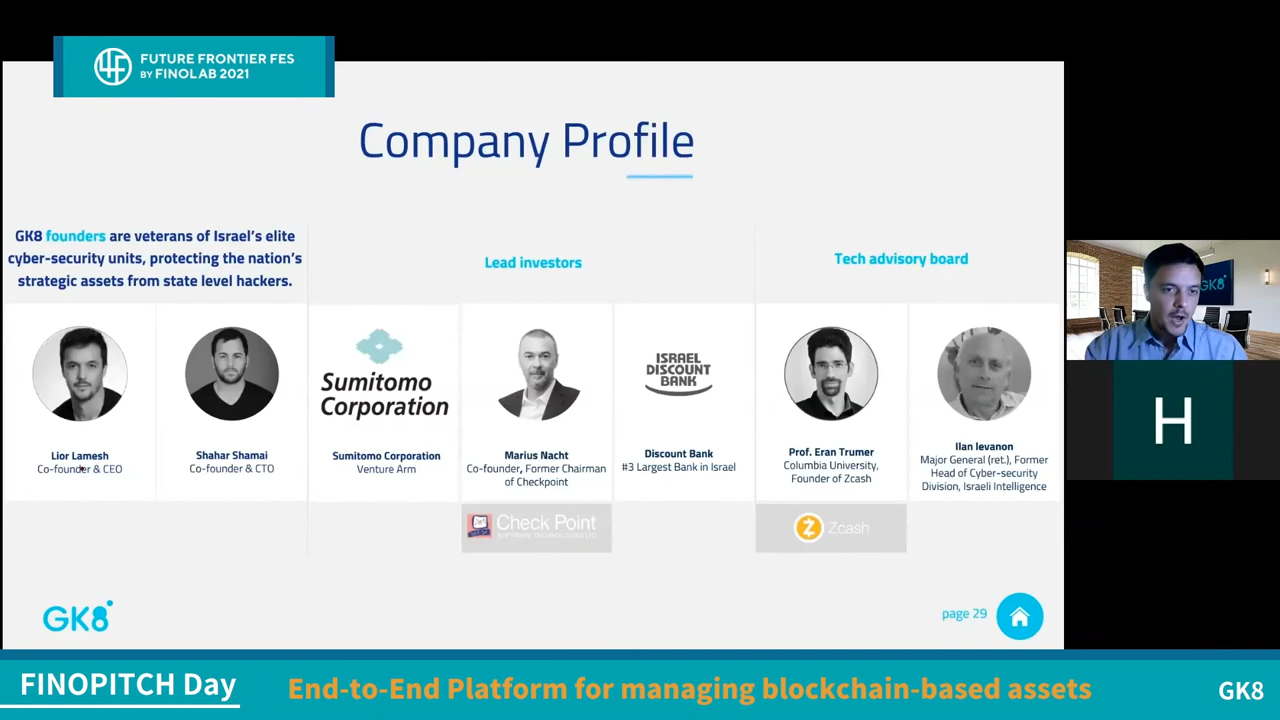 FUTURE FRONTIER FES
BY FINOLAB 2021
Company Profile
GK8 founders are veterans of Israel's elite
cyber-security units, protecting the nation's
strategic assets from state level hackers.
Lead investors
Tech advisory board
Sumitomo
Corporation
ISRAEL
DISCOUNT
BANK
Lior Lamesh
Co-founder & CEO
Shahar Shamai
Co-founder & CTO
Sumitomo Corporation
Venture Arm
Marius Nacht
Co-founder, Former Chairman
of Checkpoint
Discount Bank
#3 Largest Bank in Israel
Prof. Eran Trumer
Columbia University,
Founder of Zcash
Ilan levanon
Major General (ret.), Former
Head of Cyber-security
Division, Israeli Intelligence
Check Point
SOFTWARE TECHNOLOGIES LTD.
Zcash
GK8
page 29
GK8
H
FINOPITCH Day
End-to-End Platform for managing blockchain-based assets
GK8